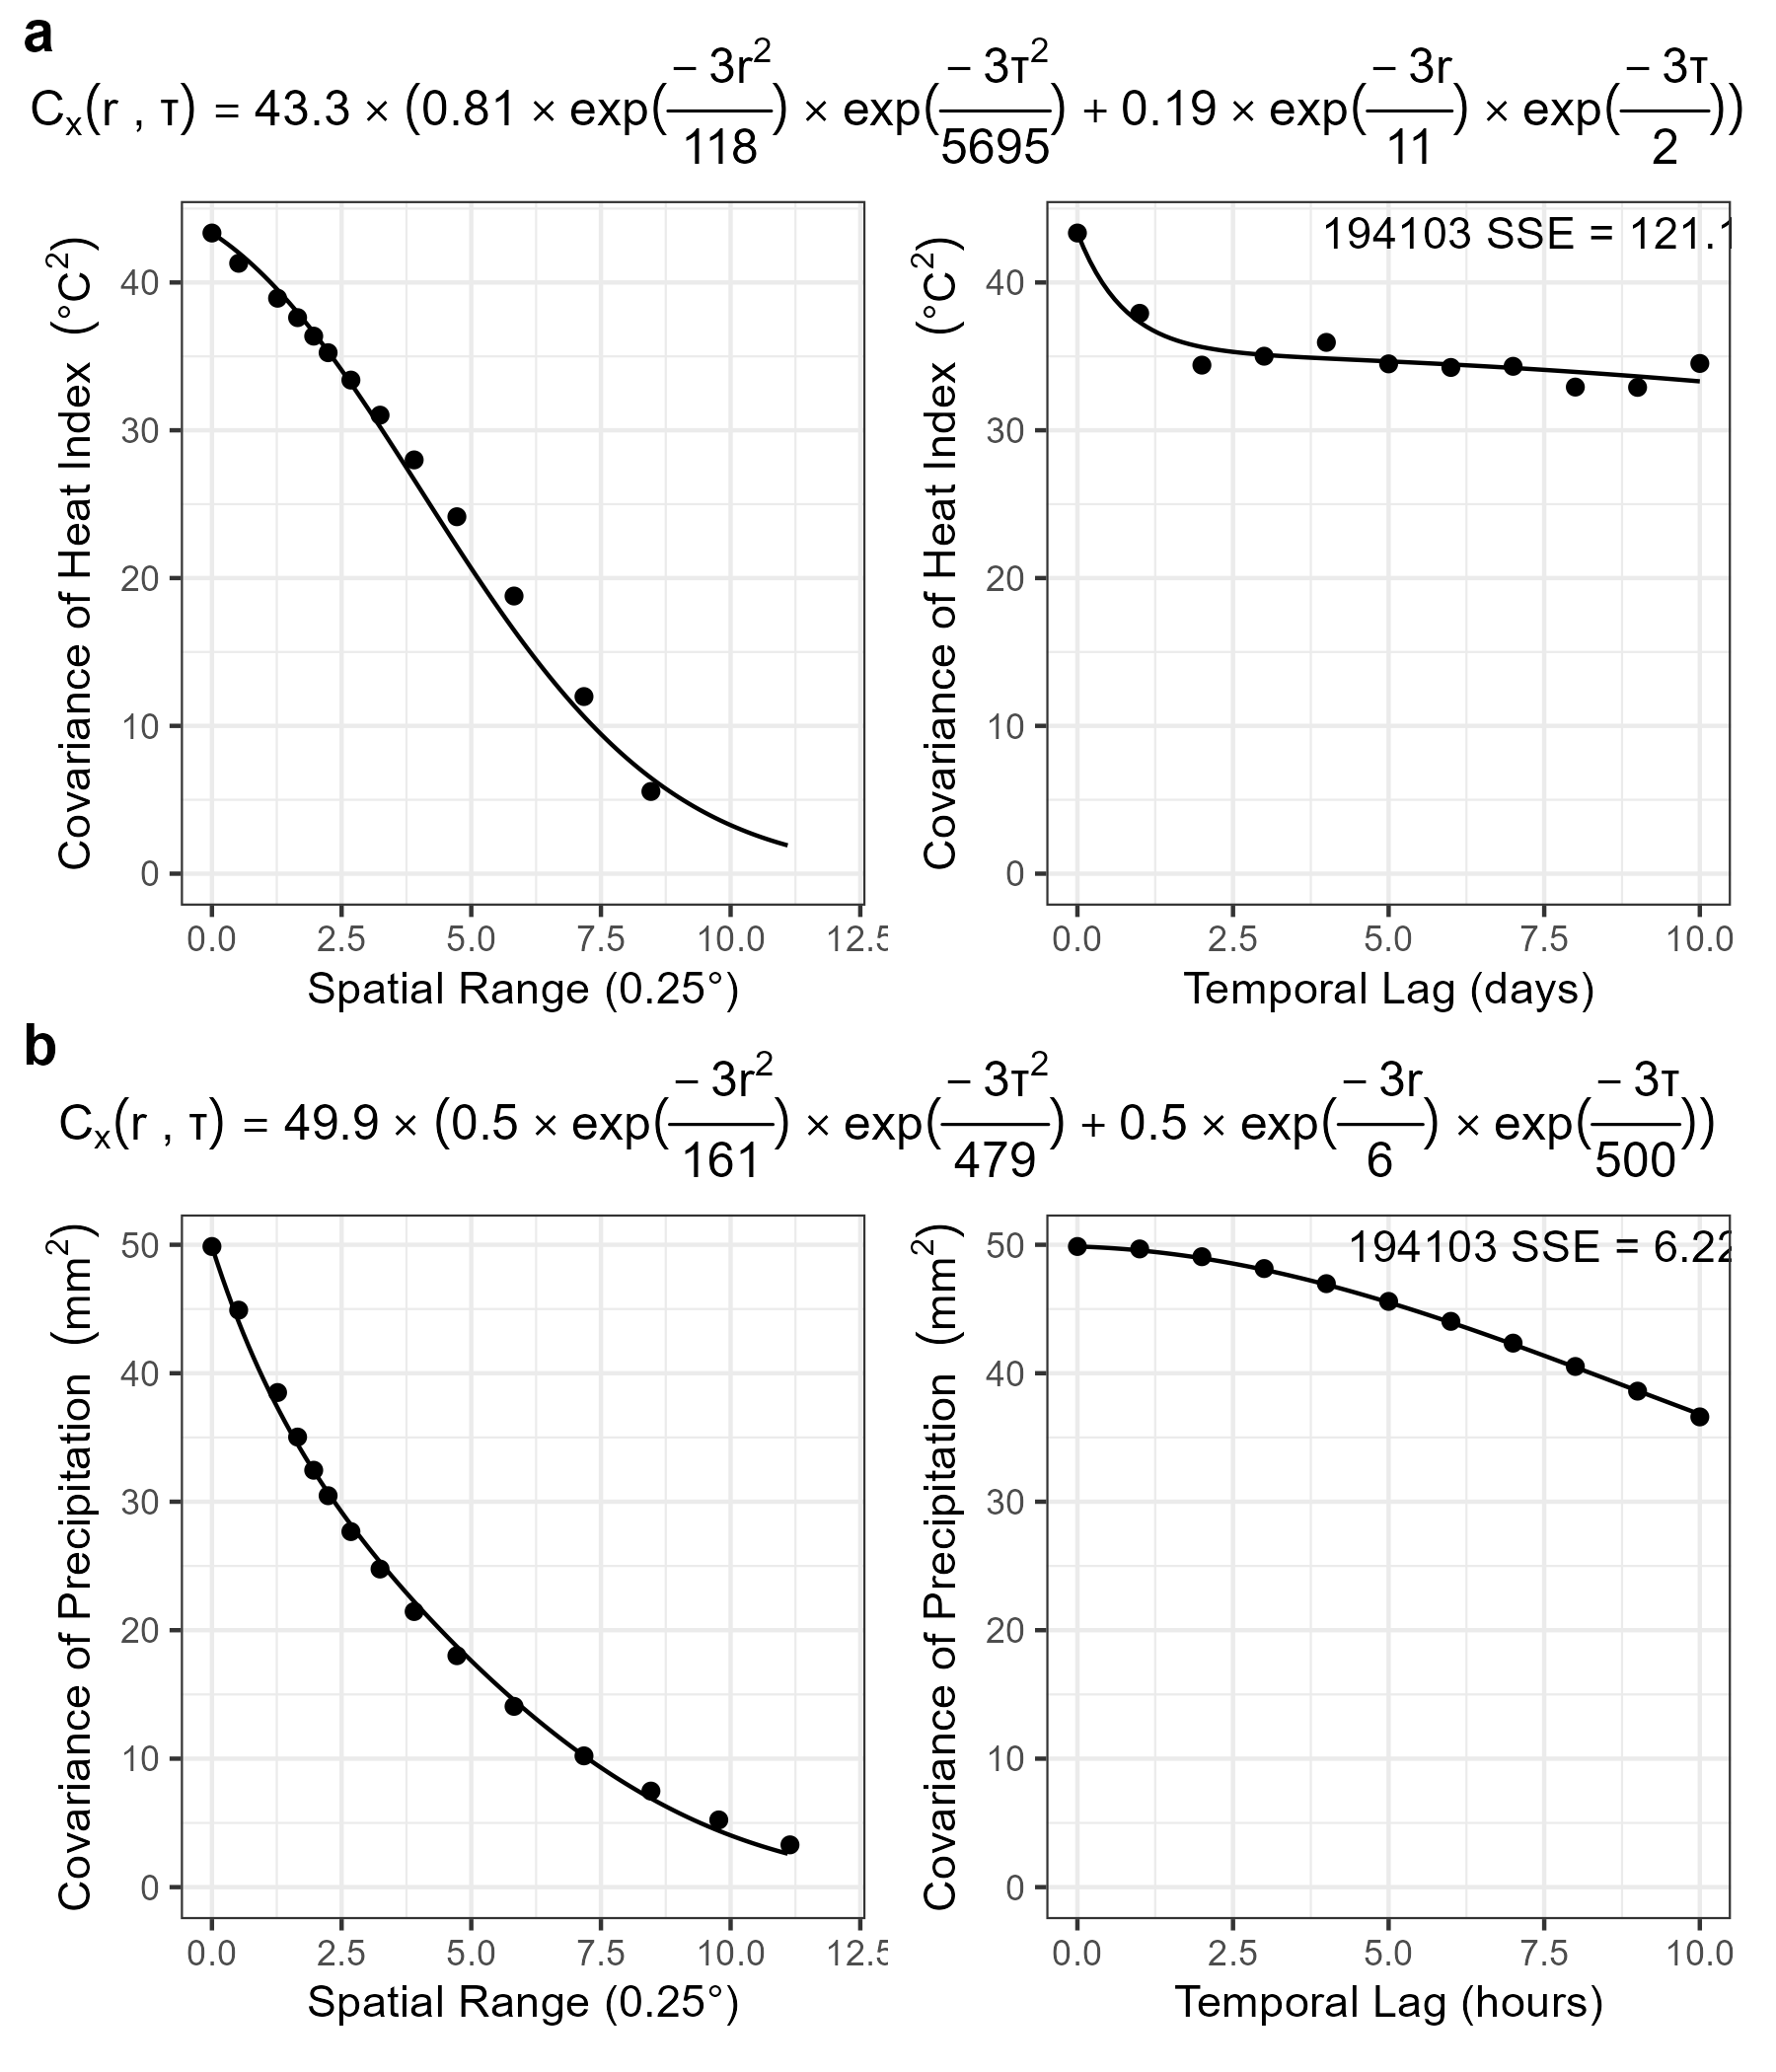 a
Cₓ(r , τ) = 43.3 × (0.81 × exp(− 3r²/118) × exp(− 3τ²/5695) + 0.19 × exp(− 3r/11) × exp(− 3τ/2))
Covariance of Heat Index (°C²)
40
30
20
10
0
0.0 2.5 5.0 7.5 10.0 12.5
Spatial Range (0.25°)
194103 SSE = 121.1
Covariance of Heat Index (°C²)
40
30
20
10
0
0.0 2.5 5.0 7.5 10.0
Temporal Lag (days)
b
Cₓ(r , τ) = 49.9 × (0.5 × exp(− 3r²/161) × exp(− 3τ²/479) + 0.5 × exp(− 3r/6) × exp(− 3τ/500))
Covariance of Precipitation (mm²)
50
40
30
20
10
0
0.0 2.5 5.0 7.5 10.0 12.5
Spatial Range (0.25°)
194103 SSE = 6.22
Covariance of Precipitation (mm²)
50
40
30
20
10
0
0.0 2.5 5.0 7.5 10.0
Temporal Lag (hours)